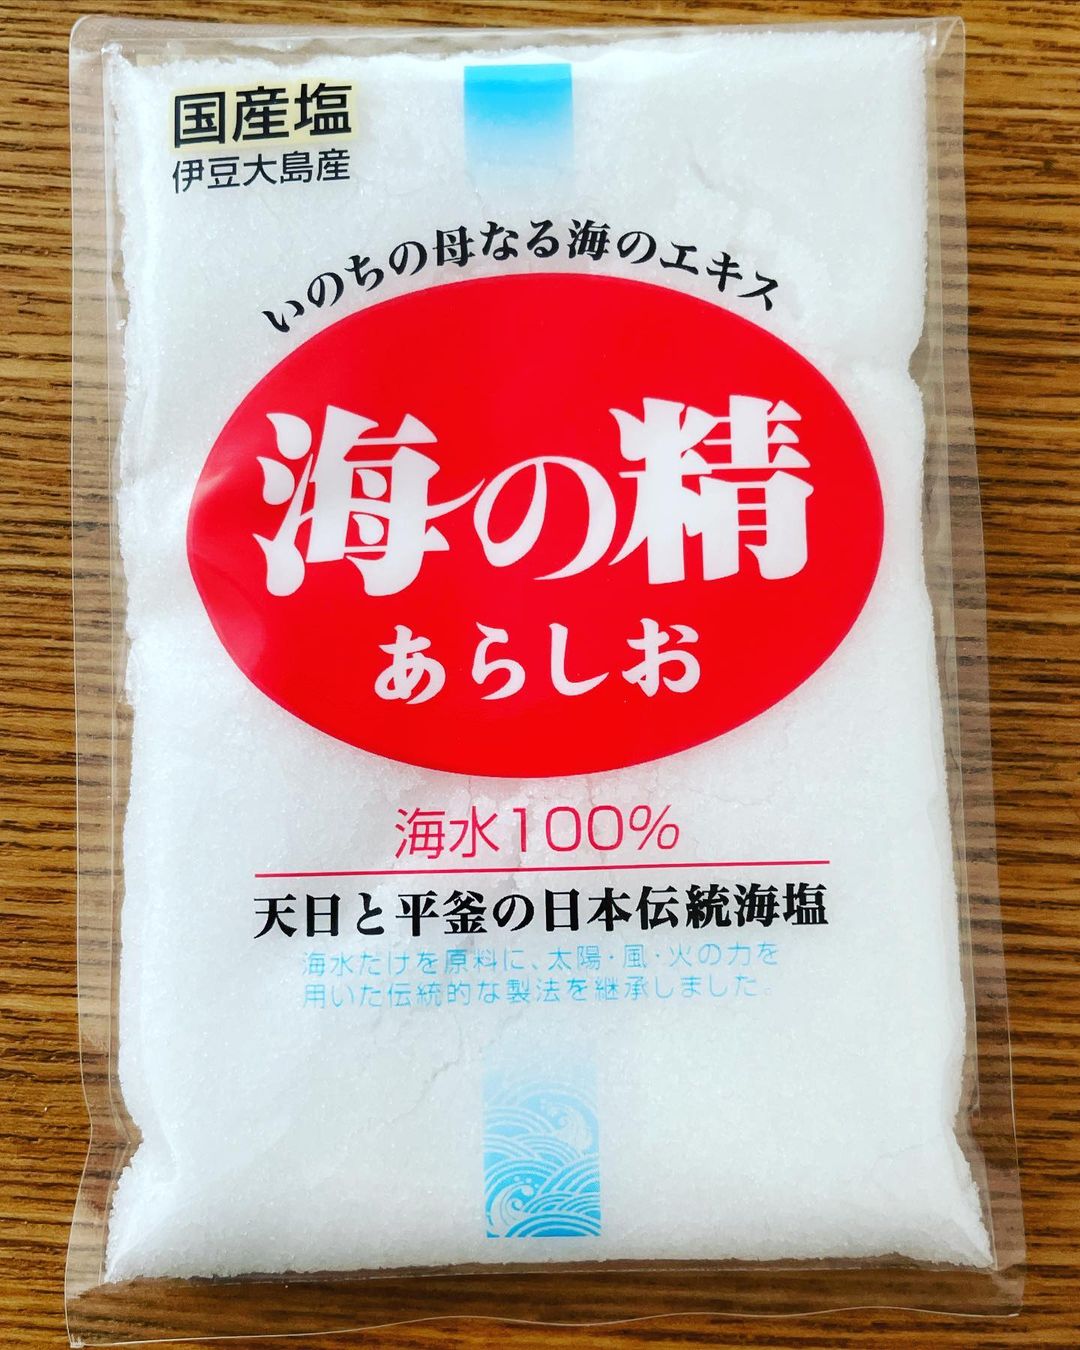 国産塩
伊豆大島産
いのちの母なる海のエキス
海の精
あらしお
海水100%
天日と平釜の日本伝統海塩
海水だけを原料に、太陽・風・火の力を
用いた伝統的な製法を継承しました。